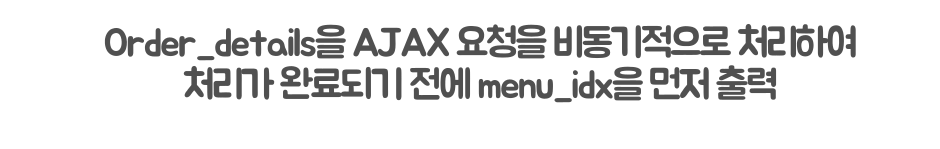 Order_details을 AJAX 요청을 비동기적으로 처리하여
처리가 완료되기 전에 menu_idx을 먼저 출력